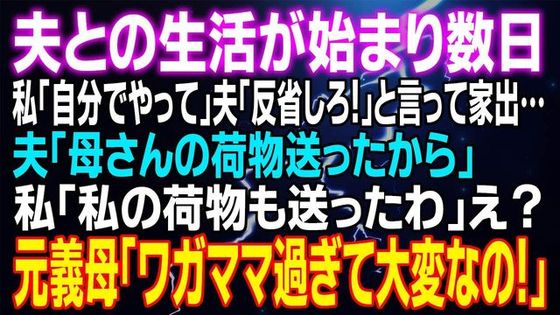 夫との生活が始まり数日
私「自分でやって」夫「反省しろ!」と言って家出…
夫「母さんの荷物送ったから」
私「私の荷物も送ったわ」え？
元義母「ワガママ過ぎて大変なの!」